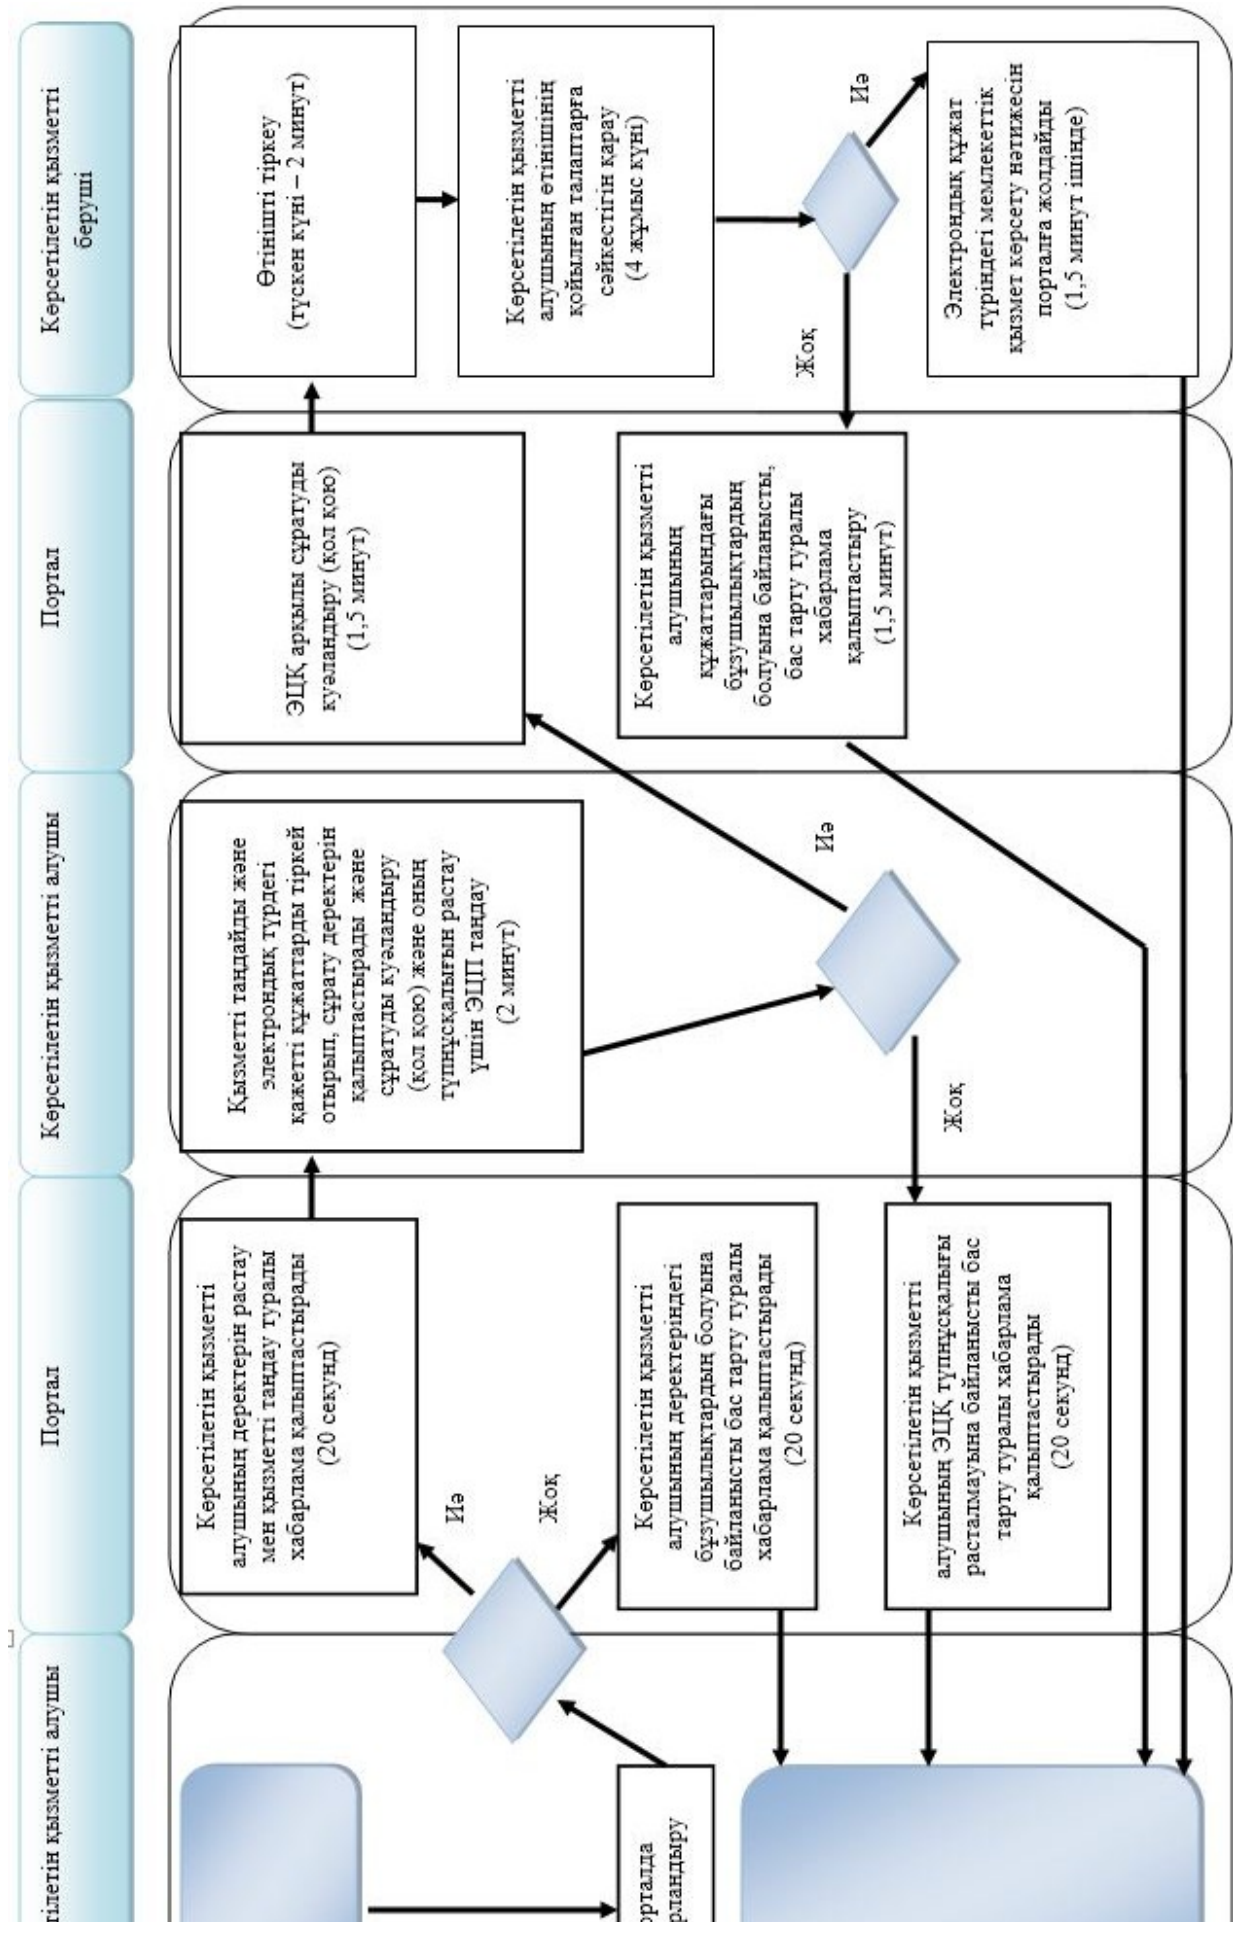 тілетін қызметті алушы
Портал
Көрсетілетін қызметті алушы
Портал
Көрсетілетін қызметті
беруші
Көрсетілетін қызметті
алушының деректерін растау
мен қызметті таңдау туралы
хабарлама қалыптастырады
(20 секунд)
Қызметті таңдайды және
электрондық түрдегі
қажетті құжаттарды тіркей
отырып, сұрату деректерін
қалыптастырады және
сұратуды куәландыру
(қол қою) және оның
түпнұсқалығын растау
үшін ЭЦП таңдау
(2 минут)
ЭЦҚ арқылы сұратуды
куәландыру (қол қою)
(1,5 минут)
Өтінішті тіркеу
(түскен күні – 2 минут)
Көрсетілетін қызметті
алушының өтінішінің
қойылған талаптарға
сәйкестігін қарау
(4 жұмыс күні)
Иә
Жоқ
орталда
рландыру
Көрсетілетін қызметті
алушының деректеріндегі
бұзушылықтардың болуына
байланысты бас тарту туралы
хабарлама қалыптастырады
(20 секунд)
Көрсетілетін қызметті
алушының
құжаттарындағы
бұзушылықтардың
болуына байланысты,
бас тарту туралы
хабарлама
қалыптастыру
(1,5 минут)
Иә
Жоқ
Иә
Жоқ
Көрсетілетін қызметті
алушының ЭЦҚ түпнұсқалығы
расталмауына байланысты бас
тарту туралы хабарлама
қалыптастырады
(20 секунд)
Электрондық құжат
түріндегі мемлекеттік
қызмет көрсету нәтижесін
порталға жолдайды
(1,5 минут ішінде)